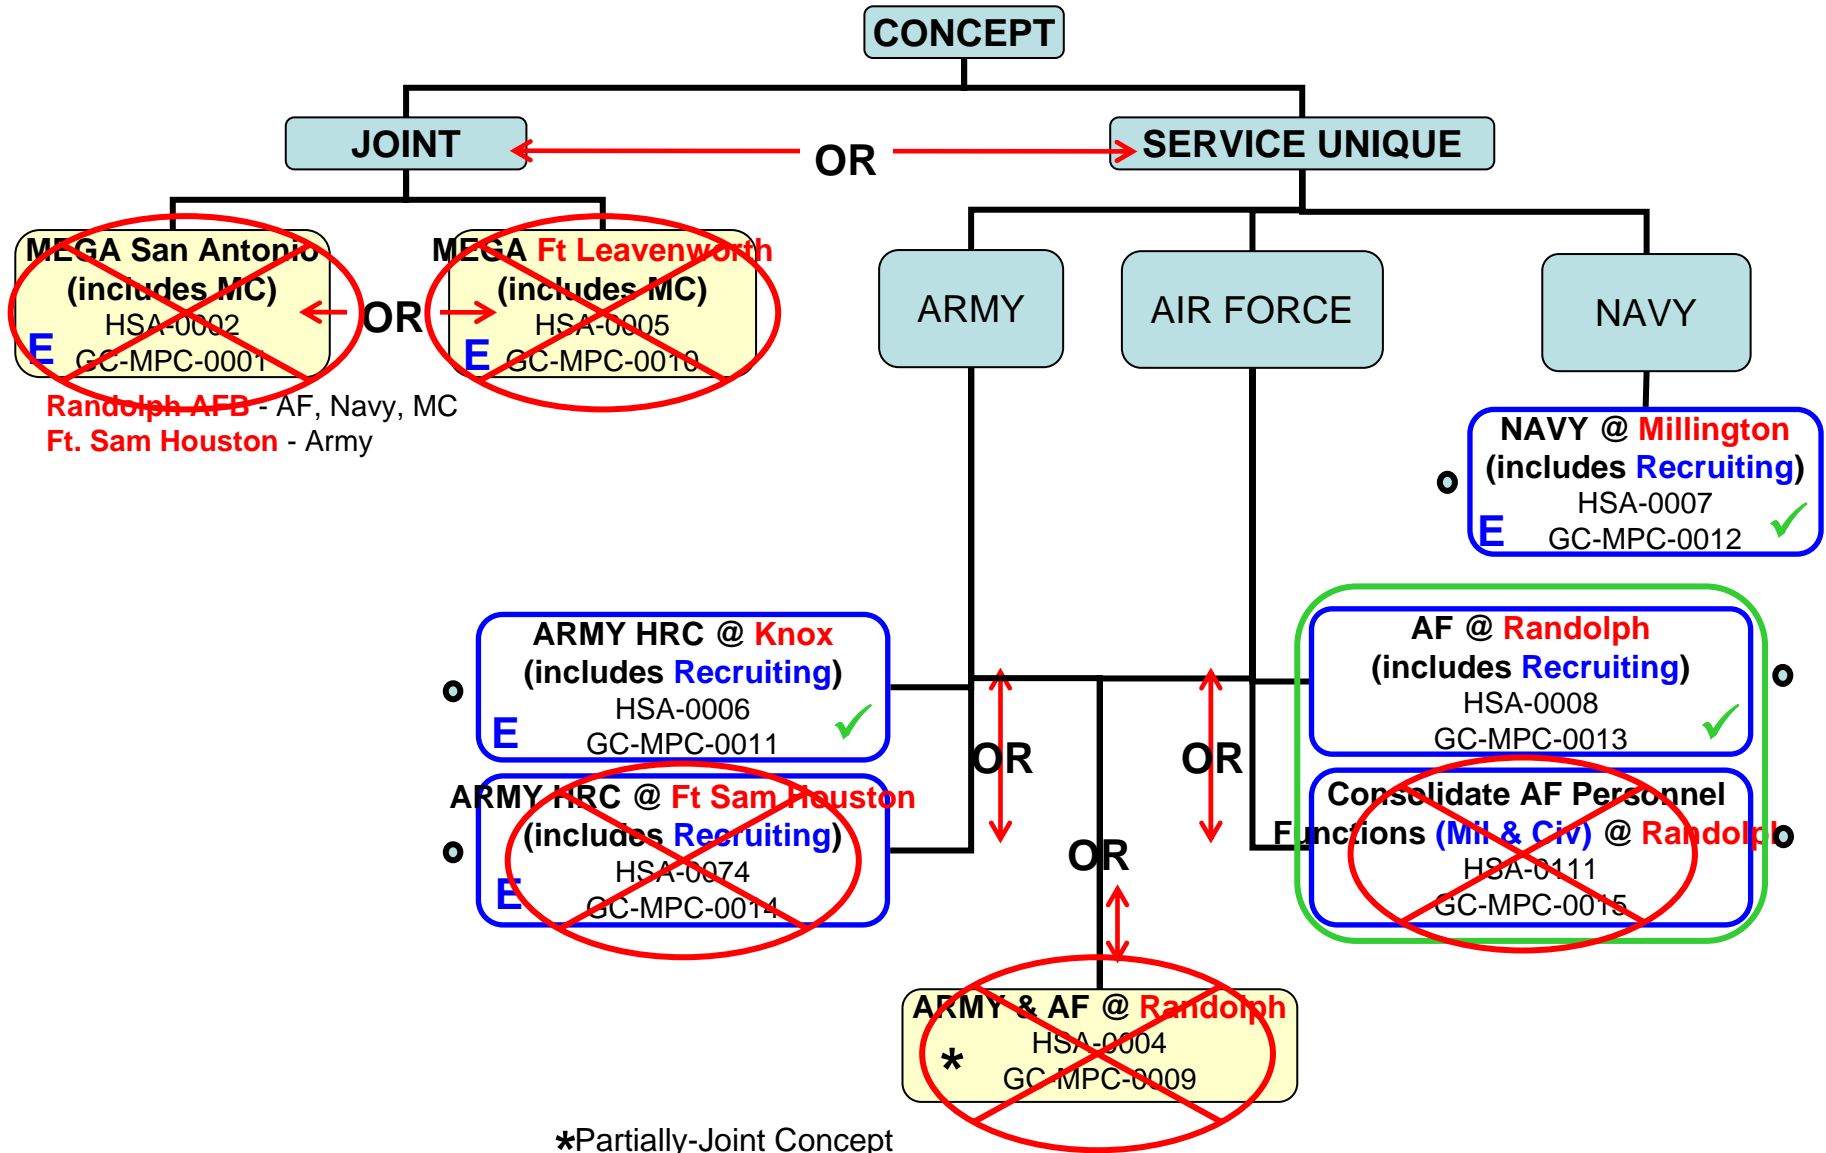 CONCEPT
JOINT
OR
SERVICE UNIQUE
MEGA San Antonio
(includes MC)
HSA-0002
E GC-MPC-0001
OR
MEGA Ft Leavenworth
(includes MC)
HSA-0005
E GC-MPC-0010
Randolph AFB - AF, Navy, MC
Ft. Sam Houston - Army
ARMY
AIR FORCE
NAVY
NAVY @ Millington
(includes Recruiting)
HSA-0007
E GC-MPC-0012
ARMY HRC @ Knox
(includes Recruiting)
HSA-0006
E GC-MPC-0011
ARMY HRC @ Ft Sam Houston
(includes Recruiting)
HSA-0074
E GC-MPC-0014
OR
OR
OR
AF @ Randolph
(includes Recruiting)
HSA-0008
GC-MPC-0013
Consolidate AF Personnel
Functions (Mil & Civ) @ Randolph
HSA-0111
GC-MPC-0015
ARMY & AF @ Randolph
HSA-0004
* GC-MPC-0009
*Partially-Joint Concept